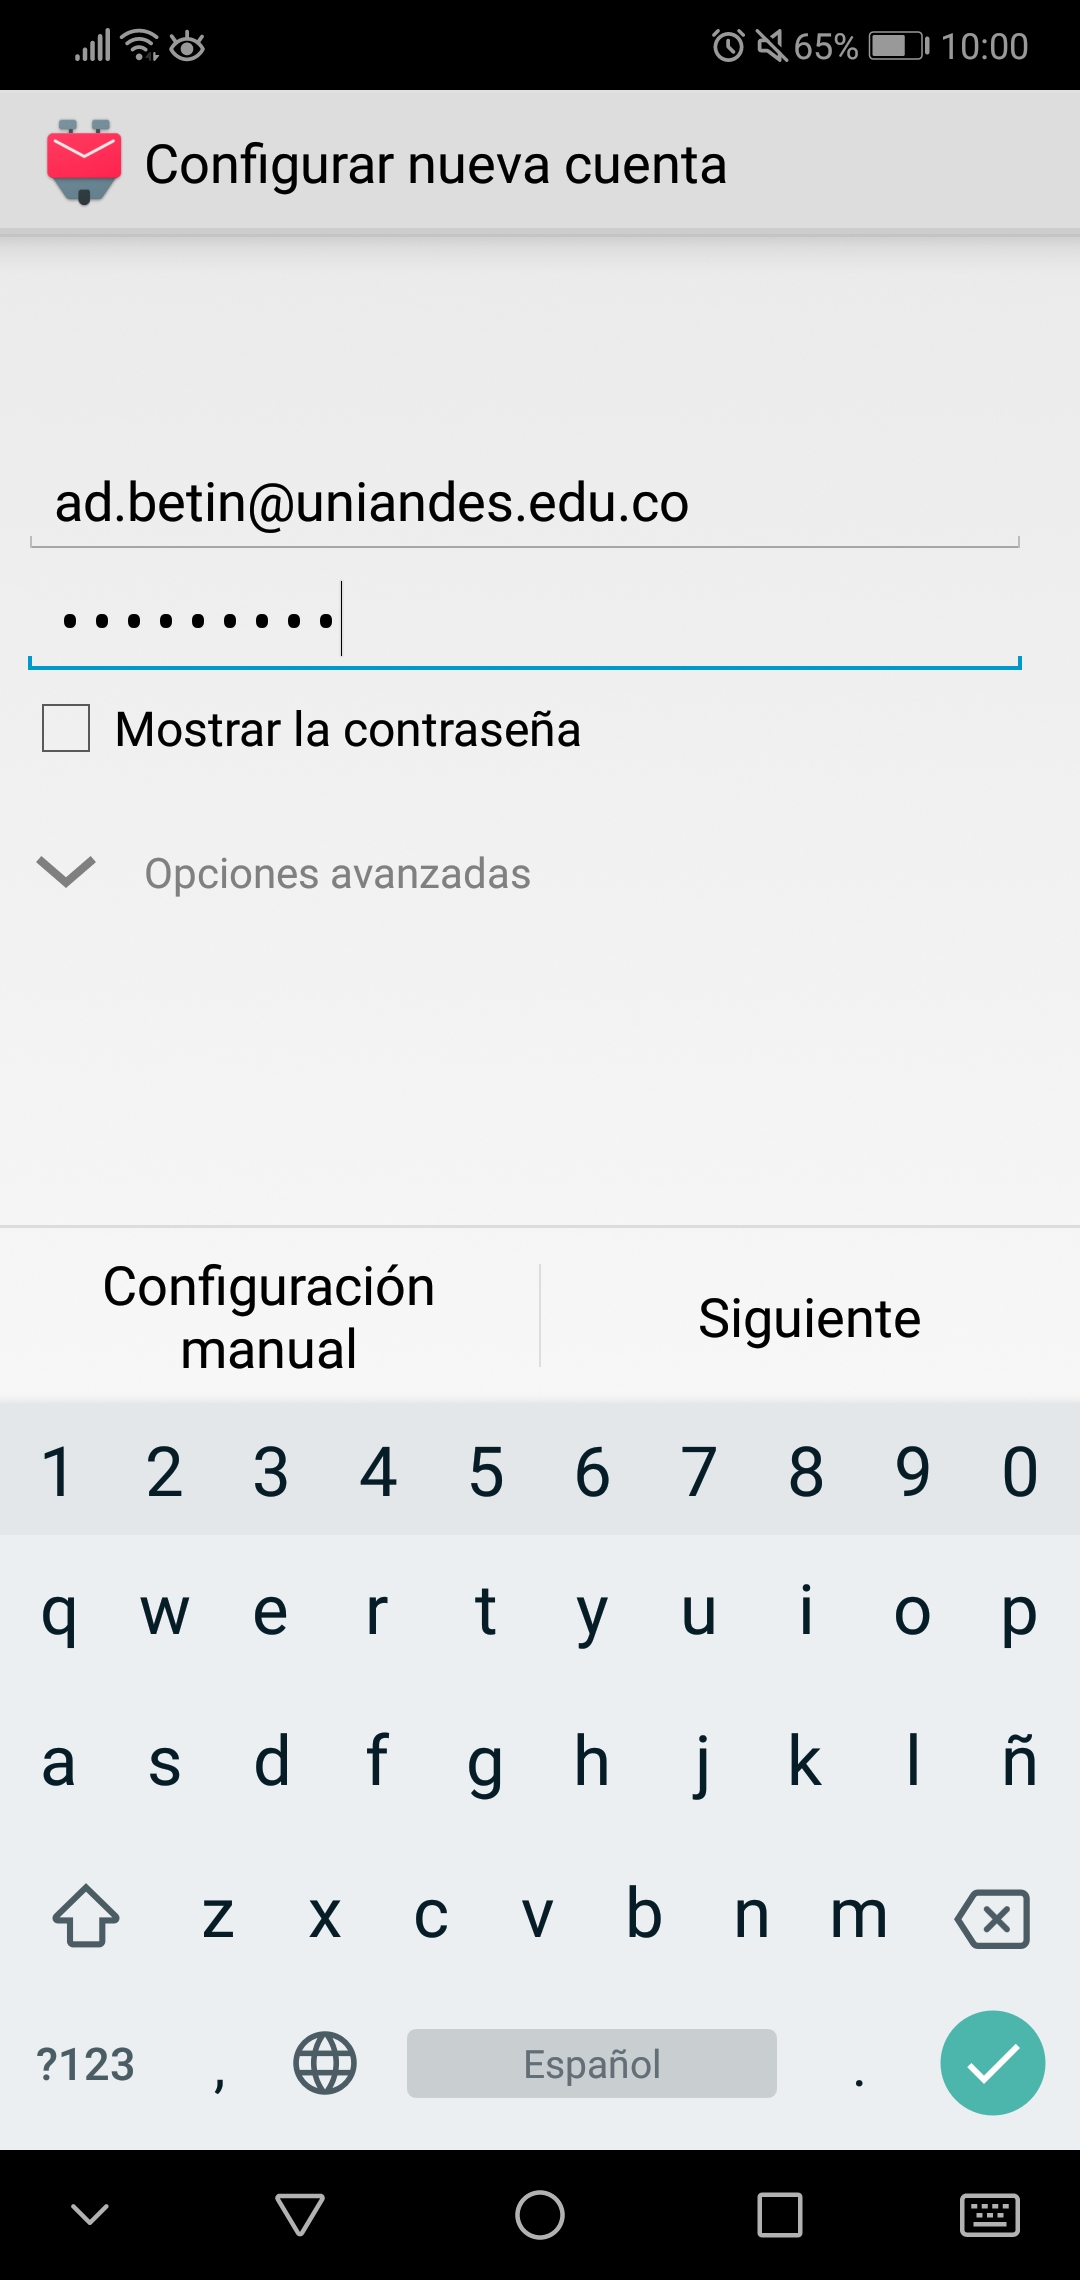 65% 10:00
Configurar nueva cuenta
ad.betin@uniandes.edu.co
•••••••••
Mostrar la contraseña
Opciones avanzadas
Configuración
manual
Siguiente
1 2 3 4 5 6 7 8 9 0
q w e r t y u i o p
a s d f g h j k l ñ
z x c v b n m
?123 , Español .